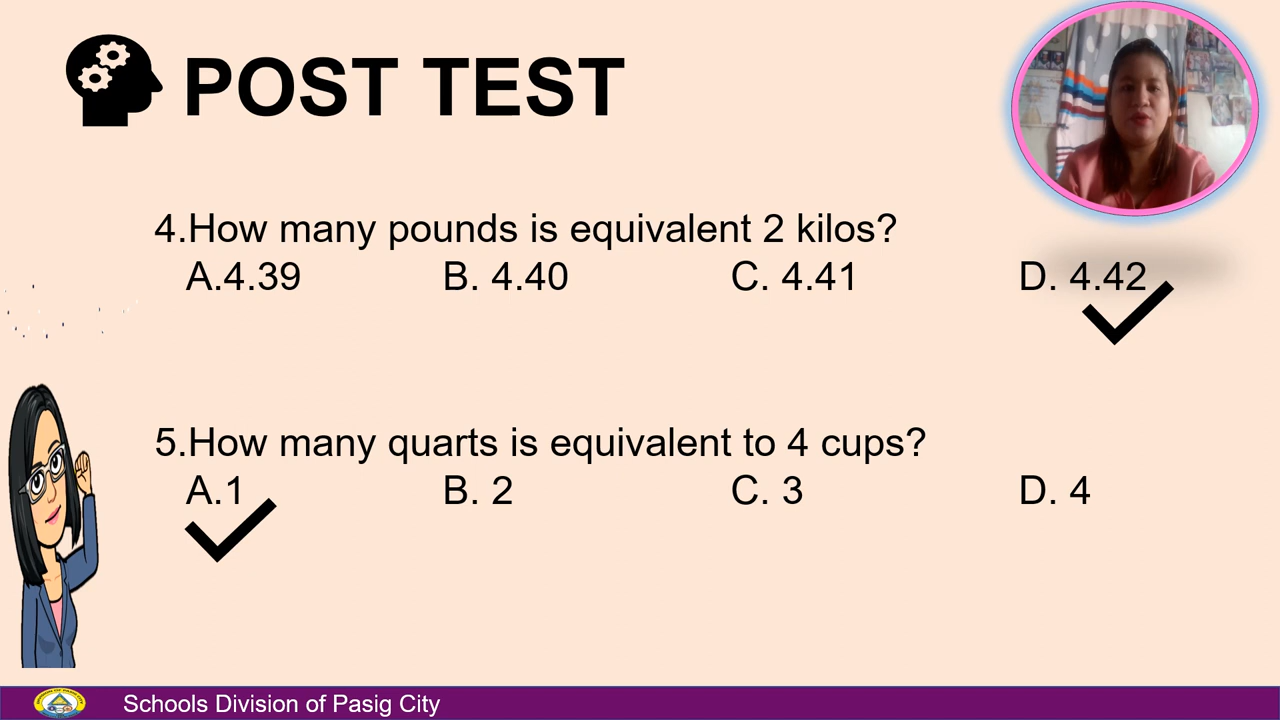 POST TEST
4.How many pounds is equivalent 2 kilos?
A.4.39 B. 4.40 C. 4.41 D. 4.42
5.How many quarts is equivalent to 4 cups?
A.1 B. 2 C. 3 D. 4
Schools Division of Pasig City